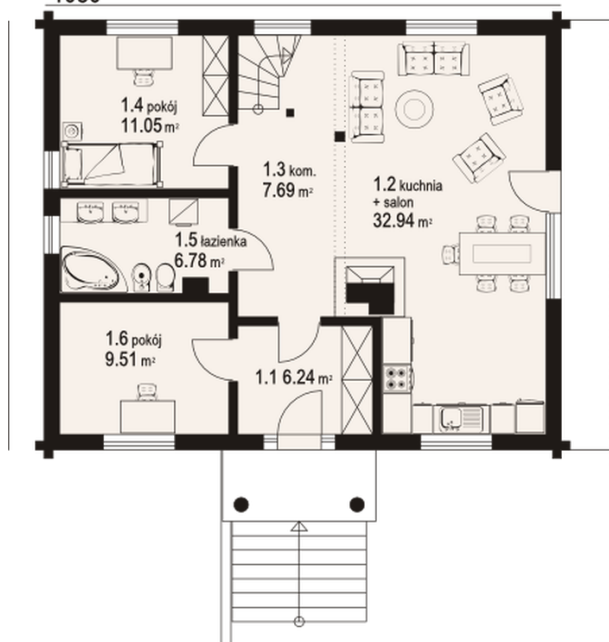 1.4 pokój
11.05 m²
1.3 kom.
7.69 m²
1.2 kuchnia
+ salon
32.94 m²
1.5 łazienka
6.78 m²
1.6 pokój
9.51 m²
1.1 6.24 m²